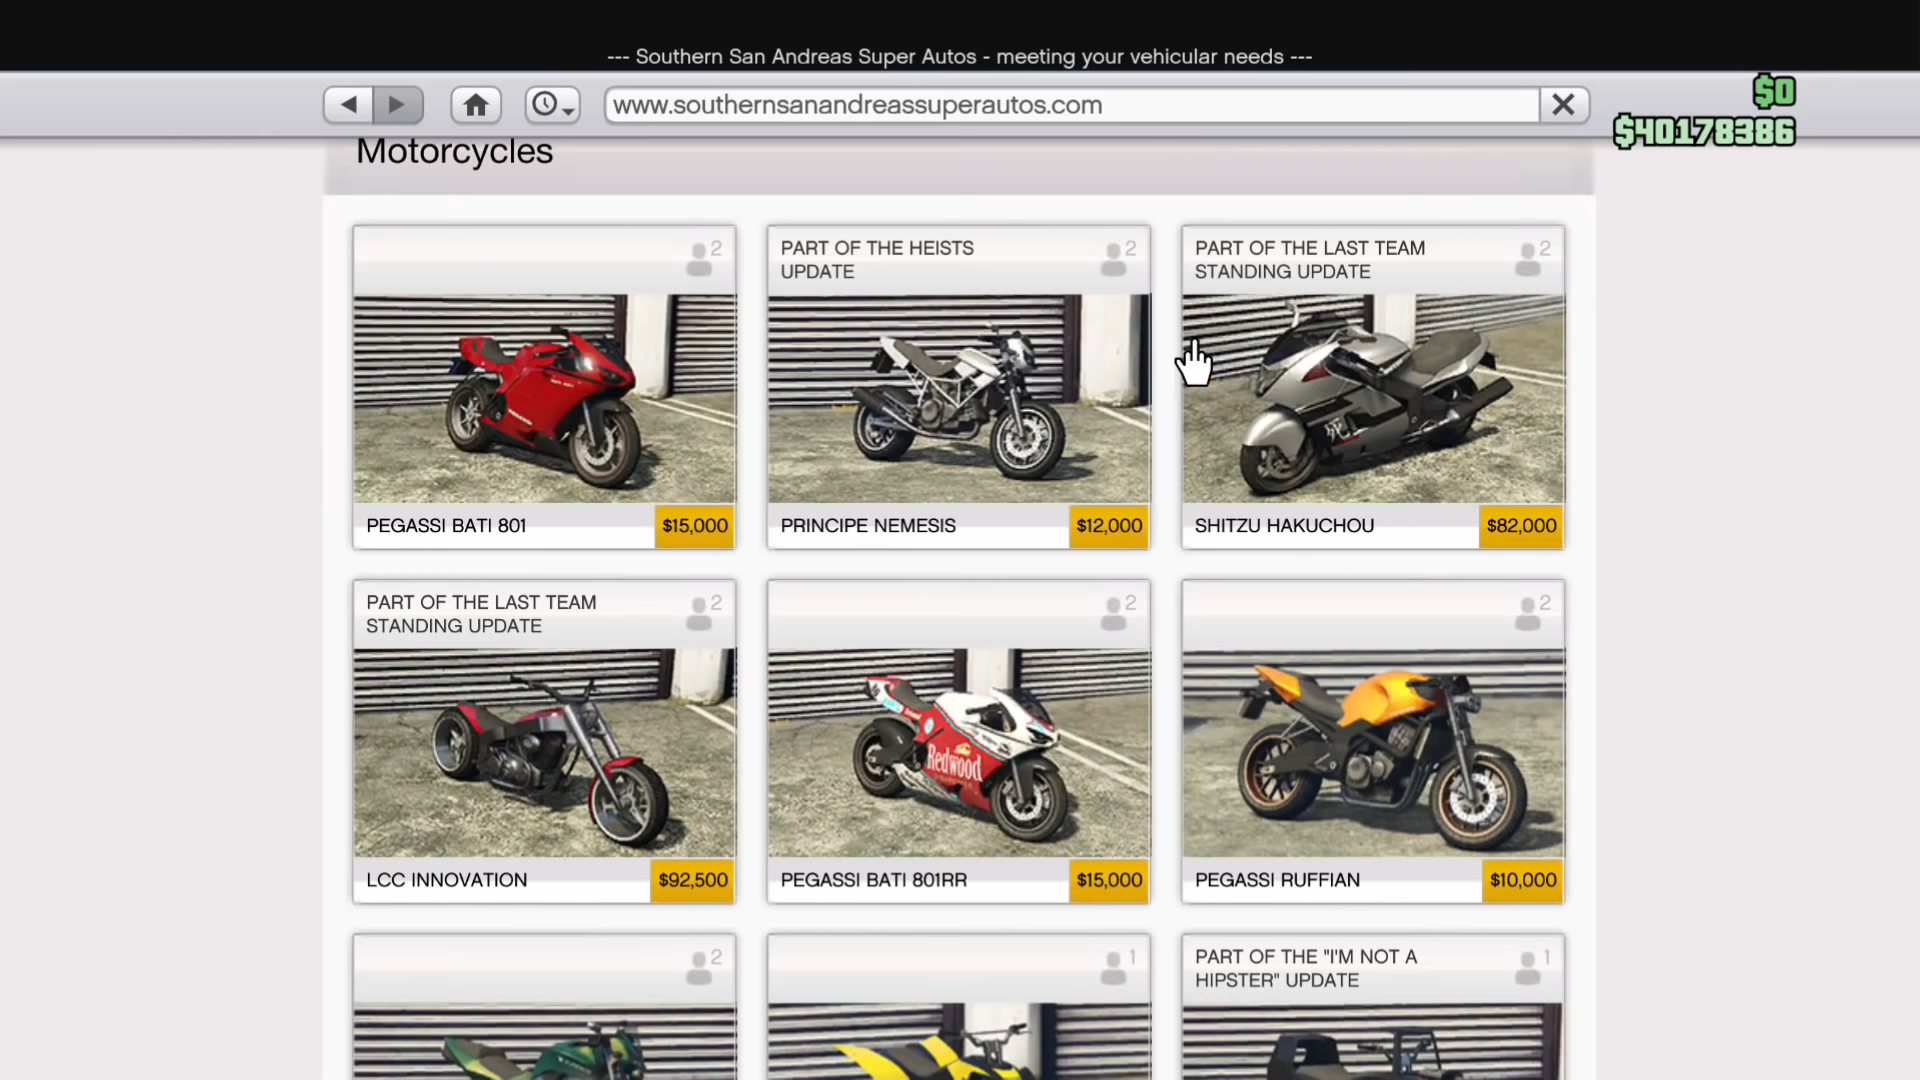 --- Southern San Andreas Super Autos - meeting your vehicular needs ---
www.southernsanandreassuperautos.com
$0
$40178386
Motorcycles
2
PART OF THE HEISTS
UPDATE
2
PART OF THE LAST TEAM
STANDING UPDATE
2
PEGASSI BATI 801
$15,000
PRINCIPE NEMESIS
$12,000
SHITZU HAKUCHOU
$82,000
PART OF THE LAST TEAM
STANDING UPDATE
2
2
2
Redwood
LCC INNOVATION
$92,500
PEGASSI BATI 801RR
$15,000
PEGASSI RUFFIAN
$10,000
2
1
PART OF THE "I'M NOT A
HIPSTER" UPDATE
1